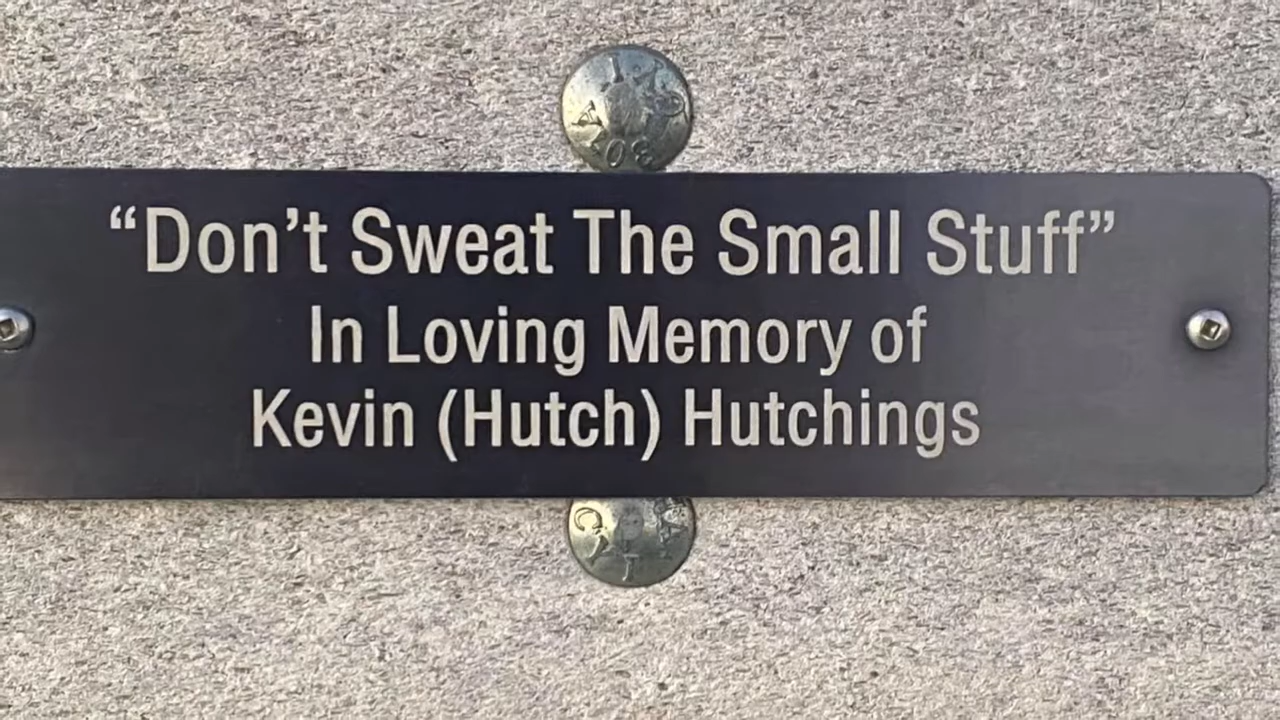 “Don’t Sweat The Small Stuff”
In Loving Memory of
Kevin (Hutch) Hutchings